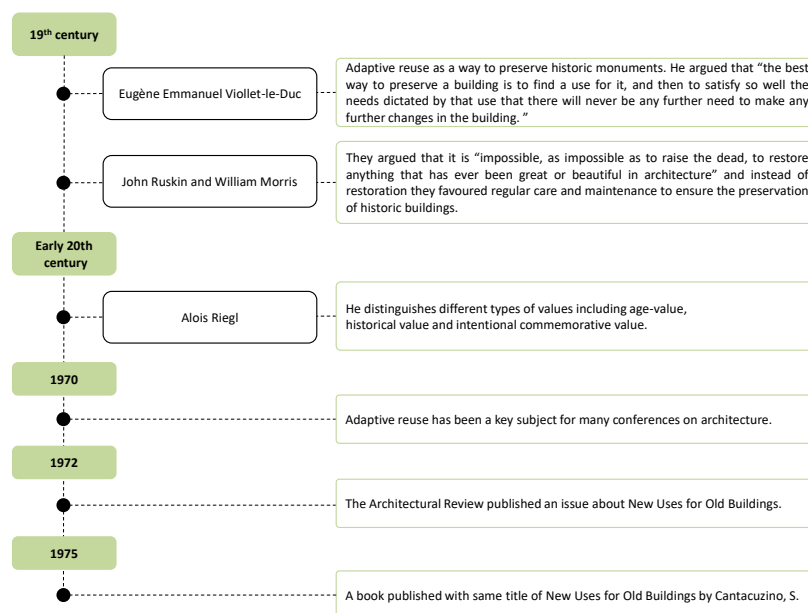 19th century
Eugène Emmanuel Viollet-le-Duc
Adaptive reuse as a way to preserve historic monuments. He argued that “the best
way to preserve a building is to find a use for it, and then to satisfy so well the
needs dictated by that use that there will never be any further need to make any
further changes in the building. ”
John Ruskin and William Morris
They argued that it is “impossible, as impossible as to raise the dead, to restore
anything that has ever been great or beautiful in architecture” and instead of
restoration they favoured regular care and maintenance to ensure the preservation
of historic buildings.
Early 20th
century
Alois Riegl
He distinguishes different types of values including age-value,
historical value and intentional commemorative value.
1970
Adaptive reuse has been a key subject for many conferences on architecture.
1972
The Architectural Review published an issue about New Uses for Old Buildings.
1975
A book published with same title of New Uses for Old Buildings by Cantacuzino, S.